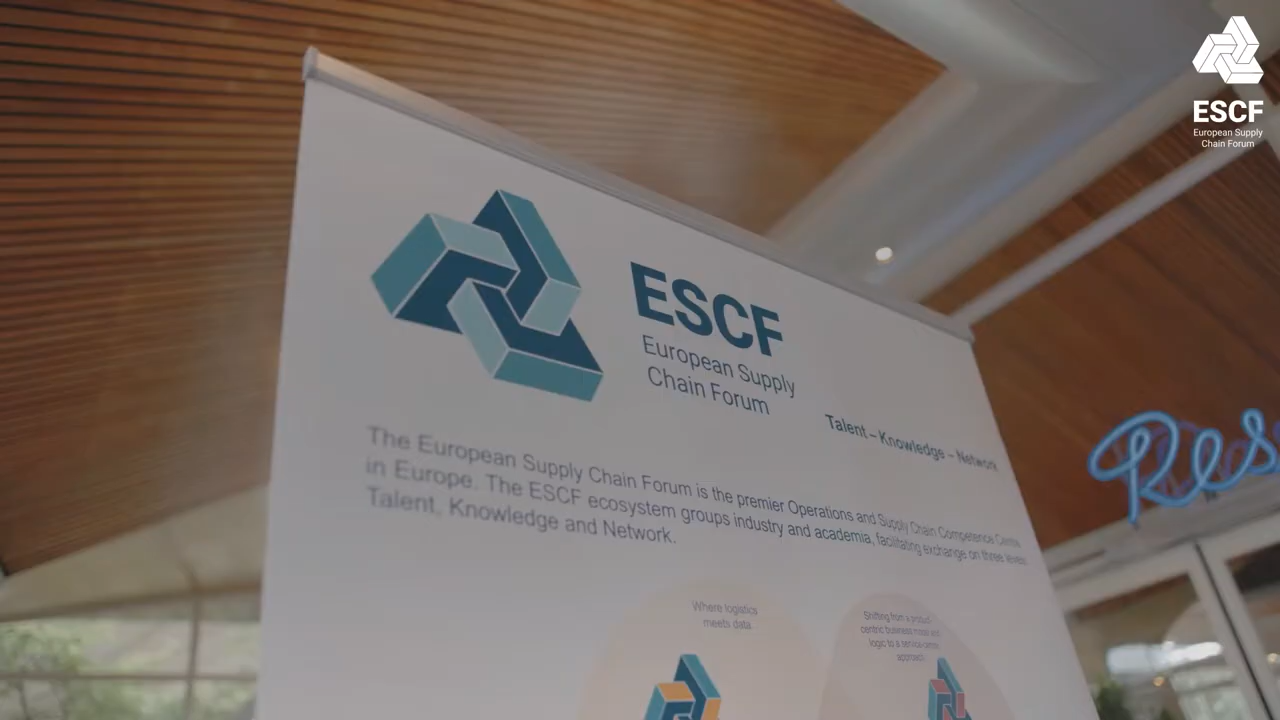 ESCF
European Supply
Chain Forum
ESCF
European Supply
Chain Forum
Talent – Knowledge – Network
The European Supply Chain Forum is the premier Operations and Supply Chain Competence Centre
in Europe. The ESCF ecosystem groups industry and academia, facilitating exchange on three levels
Talent, Knowledge and Network.
Where logistics
meets data
Shifting from a product-
centric business model and
logic to a service-centric
approach
Res